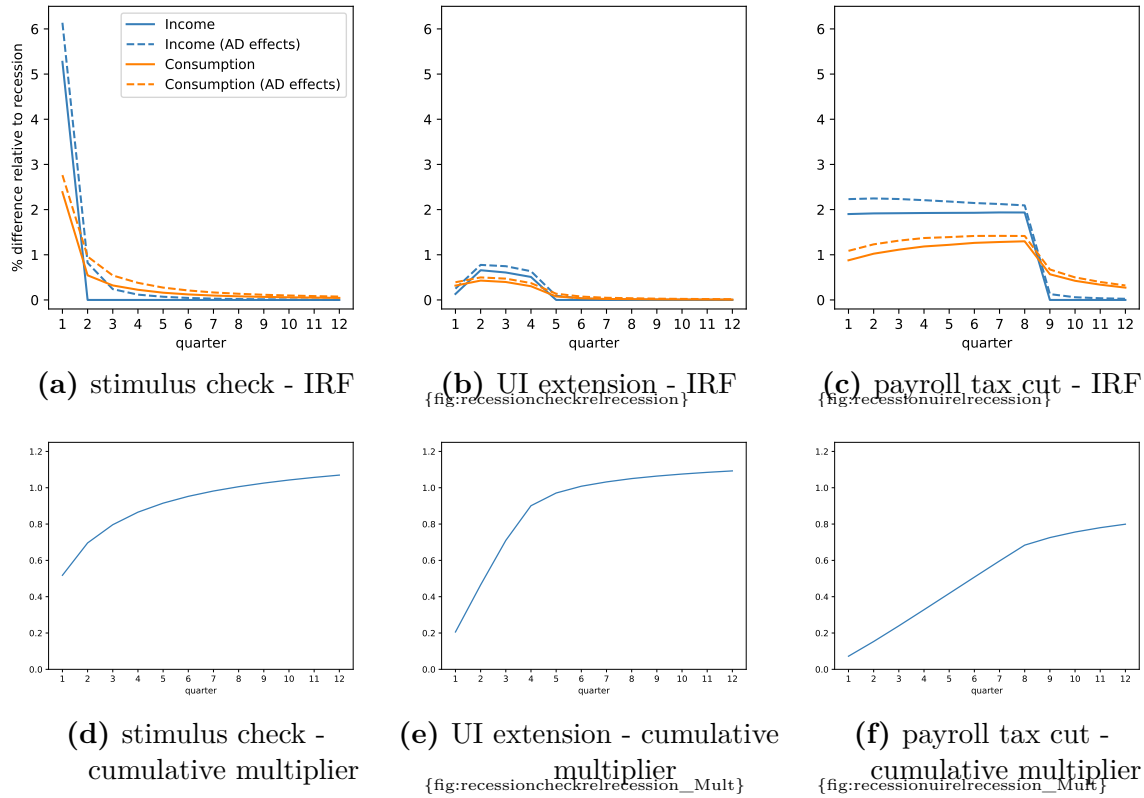 6
5
4
3
2
1
0
% difference relative to recession
Income
Income (AD effects)
Consumption
Consumption (AD effects)
1 2 3 4 5 6 7 8 9 10 11 12
quarter
6
5
4
3
2
1
0
1 2 3 4 5 6 7 8 9 10 11 12
quarter
6
5
4
3
2
1
0
1 2 3 4 5 6 7 8 9 10 11 12
quarter
(a) stimulus check - IRF
(b) UI extension - IRF
{fig:recessioncheckrelrecession}
(c) payroll tax cut - IRF
{fig:recessionuirelrecession}
1.2
1.0
0.8
0.6
0.4
0.2
0.0
1 2 3 4 5 6 7 8 9 10 11 12
quarter
1.2
1.0
0.8
0.6
0.4
0.2
0.0
1 2 3 4 5 6 7 8 9 10 11 12
quarter
1.2
1.0
0.8
0.6
0.4
0.2
0.0
1 2 3 4 5 6 7 8 9 10 11 12
quarter
(d) stimulus check -
cumulative multiplier
(e) UI extension - cumulative
multiplier
{fig:recessioncheckrelrecession_Mult}
(f) payroll tax cut -
cumulative multiplier
{fig:recessionuirelrecession_Mult}